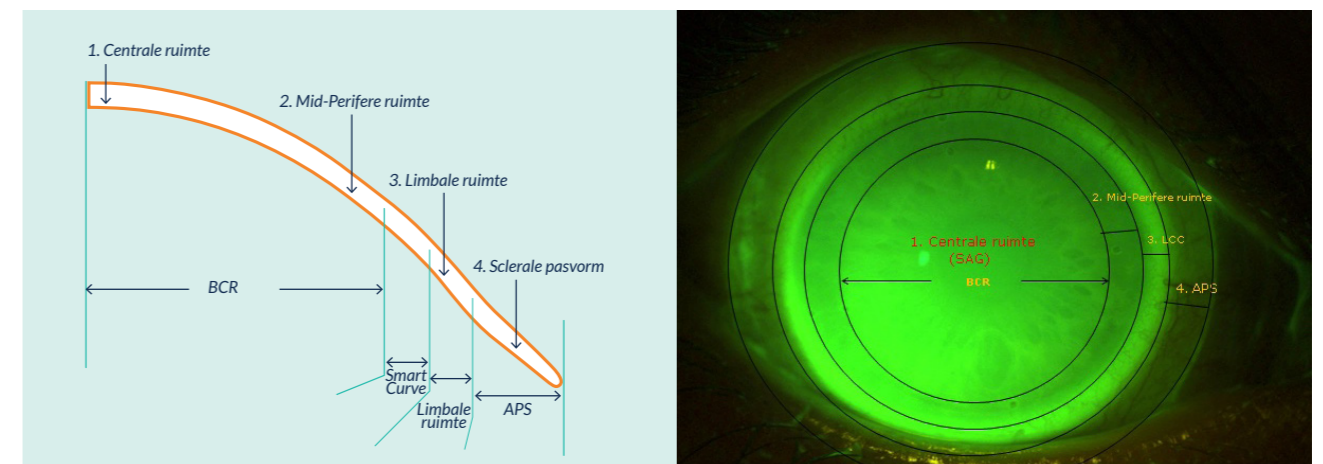 1. Centrale ruimte
2. Mid-Perifere ruimte
3. Limbale ruimte
4. Sclerale pasvorm
BCR
Smart
Curve
Limbale
ruimte
APS
2. Mid-Perifere ruimte
1. Centrale ruimte
(SAG)
3. LCC
BCR
4. APS